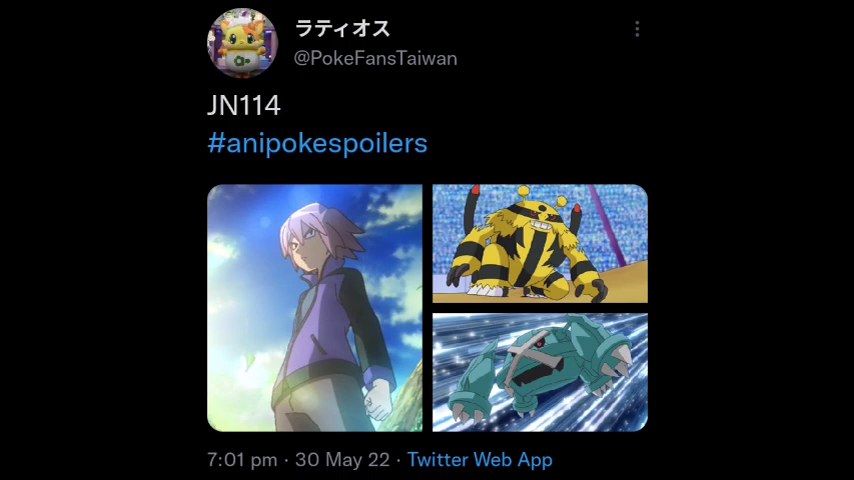 ラティオス
@PokeFansTaiwan
JN114
#anipokespoilers
7:01 pm · 30 May 22 · Twitter Web App